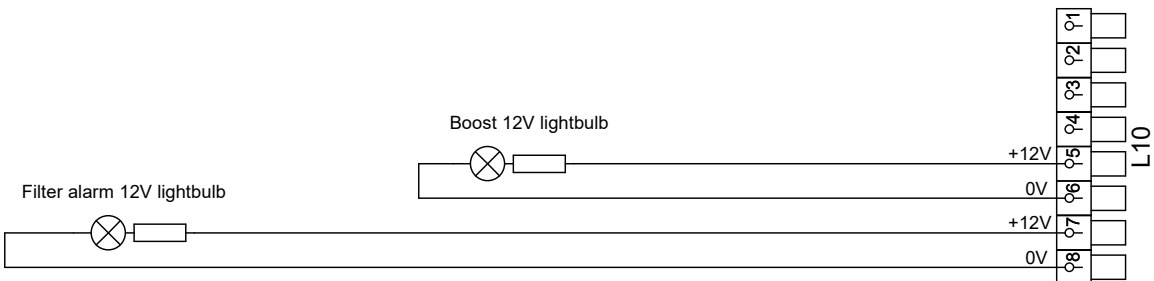 1
2
3
4
Boost 12V lightbulb
+12V 5
L10
Filter alarm 12V lightbulb
0V 6
+12V 7
0V 8